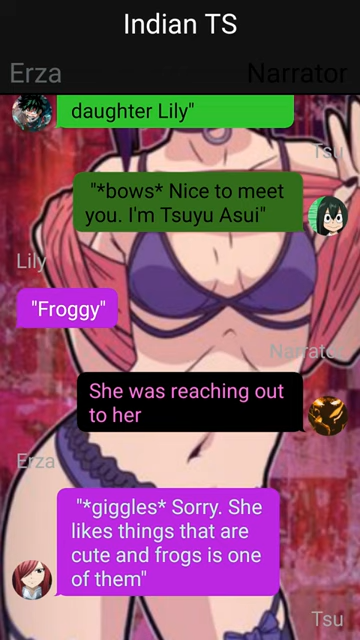 Indian TS
Erza
Narrator
daughter Lily"
Tsu
"*bows* Nice to meet
you. I'm Tsuyu Asui"
Lily
"Froggy"
Narrator
She was reaching out
to her
Erza
"*giggles* Sorry. She
likes things that are
cute and frogs is one
of them"
Tsu